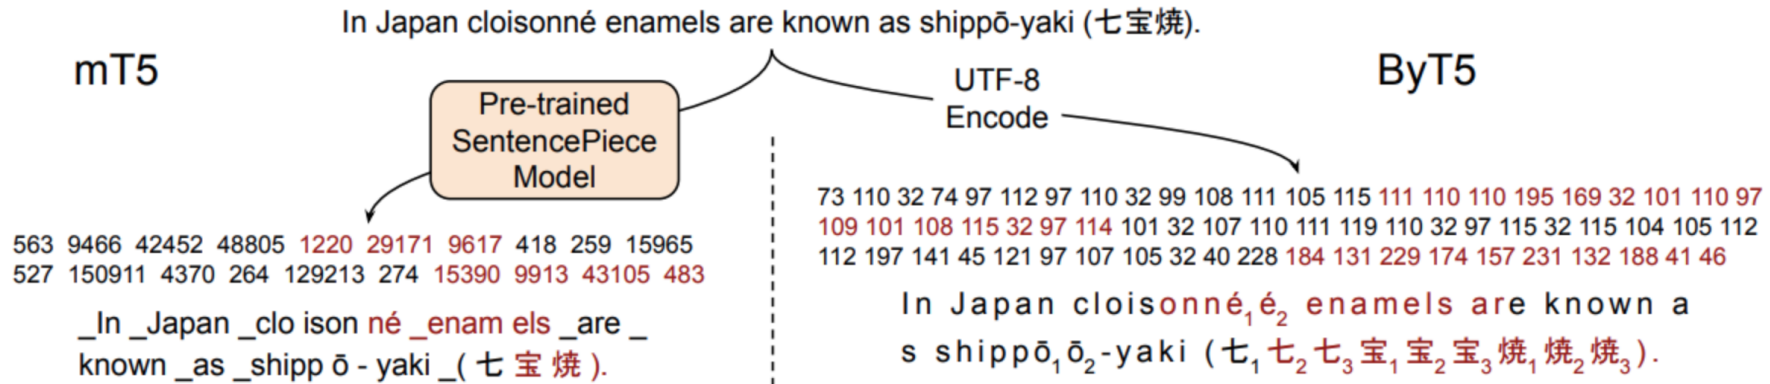 In Japan cloisonné enamels are known as shippō-yaki (七宝焼).
mT5
Pre-trained
SentencePiece
Model
UTF-8
Encode
ByT5
563 9466 42452 48805 1220 29171 9617 418 259 15965
527 150911 4370 264 129213 274 15390 9913 43105 483
_In _Japan _clo ison né _enam els _are _
known _as _shipp ō - yaki _( 七 宝 焼 ).
73 110 32 74 97 112 97 110 32 99 108 111 105 115 111 110 110 195 169 32 101 110 97
109 101 108 115 32 97 114 101 32 107 110 111 119 110 32 97 115 32 115 104 105 112
112 197 141 45 121 97 107 105 32 40 228 184 131 229 174 157 231 132 188 41 46
In Japan cloisonné₁é₂ enamels are known a
s shippō₁ō₂-yaki (七₁七₂七₃宝₁宝₂宝₃焼₁焼₂焼₃).